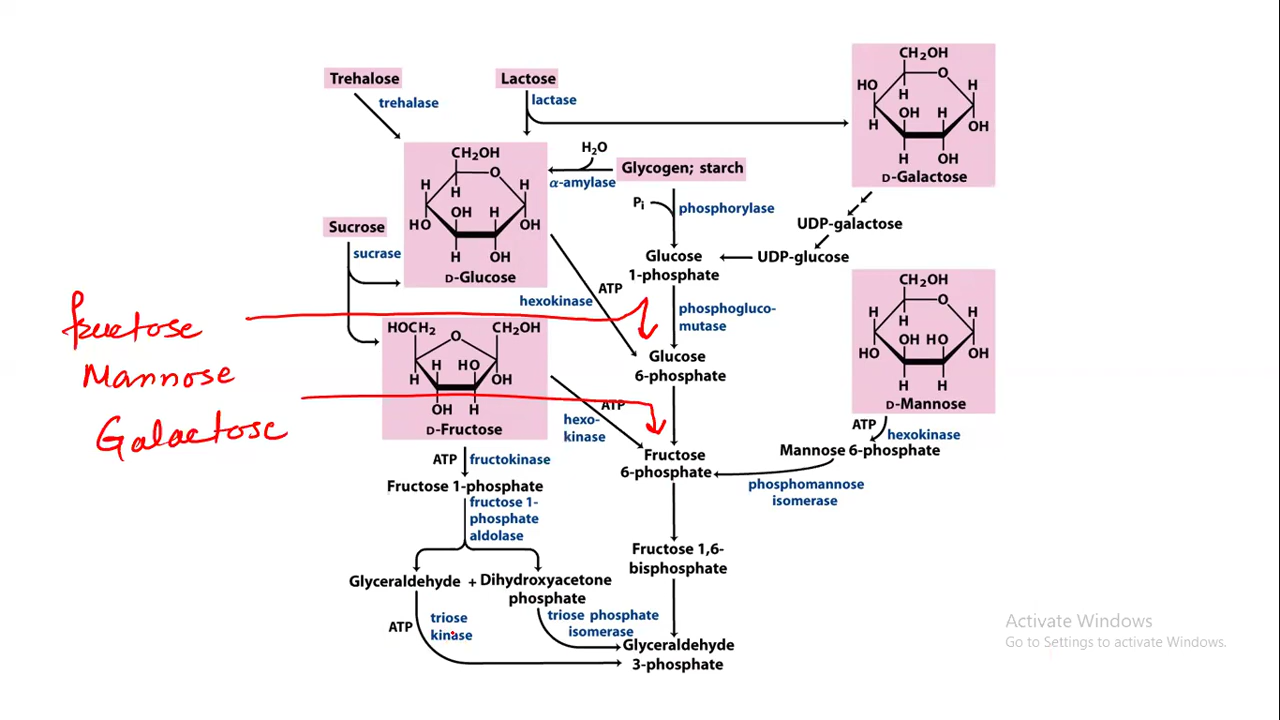 CH₂OH
O
HO
H
H
OH
H
H
OH
H
OH
D-Galactose
Trehalose
trehalase
Lactose
lactase
H₂O
α-amylase
Glycogen; starch
CH₂OH
O
H
H
H
OH
H
HO
OH
H
OH
D-Glucose
Pi
phosphorylase
UDP-galactose
UDP-glucose
Sucrose
sucrase
Glucose
1-phosphate
ATP
hexokinase
phosphogluco-
mutase
Glucose
6-phosphate
fructose
Mannose
Galactose
HOCH₂
O
CH₂OH
H
HO
H
OH
OH
H
D-Fructose
CH₂OH
O
H
H
H
OH
HO
HO
OH
H
H
D-Mannose
ATP
hexo-
kinase
ATP
hexokinase
Mannose 6-phosphate
phosphomannose
isomerase
Fructose
6-phosphate
ATP
fructokinase
Fructose 1-phosphate
fructose 1-
phosphate
aldolase
Glyceraldehyde + Dihydroxyacetone
phosphate
Fructose 1,6-
bisphosphate
ATP
triose
kinase
triose phosphate
isomerase
Glyceraldehyde
3-phosphate
Activate Windows
Go to Settings to activate Windows.